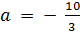 a = − 10/3